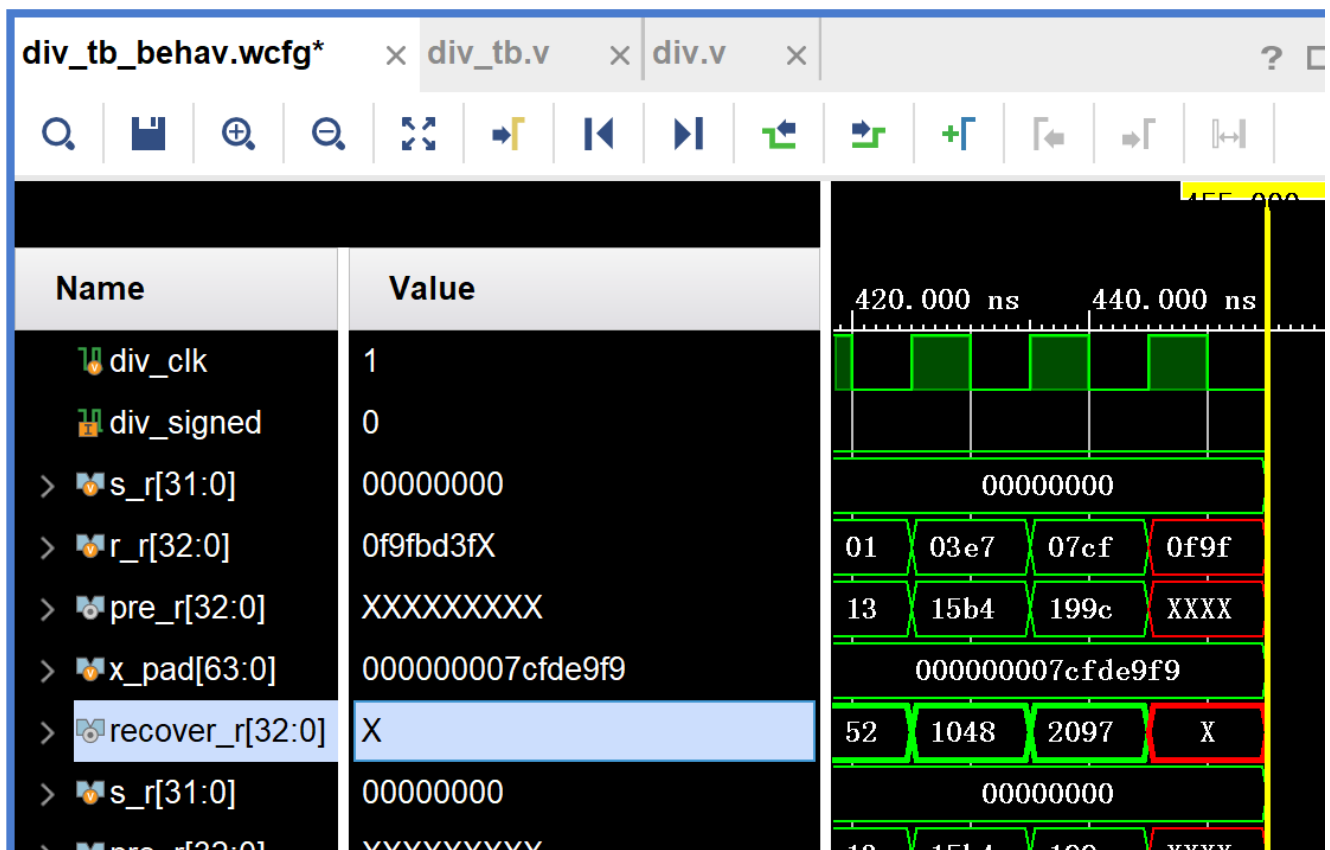 div_tb_behav.wcfg* × div_tb.v × div.v × ?
Name Value
420.000 ns 440.000 ns
div_clk 1
div_signed 0
s_r[31:0] 00000000 00000000
r_r[32:0] 0f9fbd3fX 01 03e7 07cf 0f9f
pre_r[32:0] XXXXXXXXX 13 15b4 199c XXXX
x_pad[63:0] 000000007cfde9f9 000000007cfde9f9
recover_r[32:0] X 52 1048 2097 X
s_r[31:0] 00000000 00000000